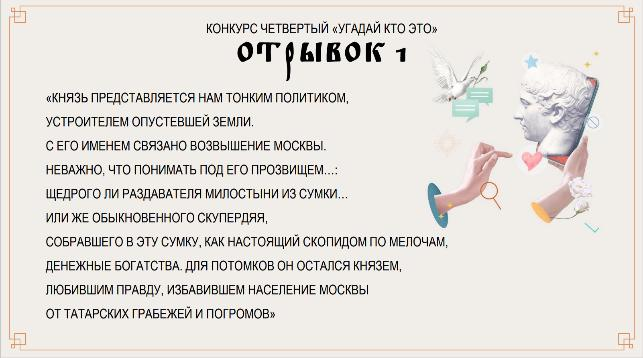 КОНКУРС ЧЕТВЕРТЫЙ «УГАДАЙ КТО ЭТО»
ОТРЫВОК 1
«КНЯЗЬ ПРЕДСТАВЛЯЕТСЯ НАМ ТОНКИМ ПОЛИТИКОМ,
УСТРОИТЕЛЕМ ОПУСТЕВШЕЙ ЗЕМЛИ.
С ЕГО ИМЕНЕМ СВЯЗАНО ВОЗВЫШЕНИЕ МОСКВЫ.
НЕВАЖНО, ЧТО ПОНИМАТЬ ПОД ЕГО ПРОЗВИЩЕМ...:
ЩЕДРОГО ЛИ РАЗДАВАТЕЛЯ МИЛОСТЫНИ ИЗ СУМКИ...
ИЛИ ЖЕ ОБЫКНОВЕННОГО СКУПЕРДЯЯ,
СОБРАВШЕГО В ЭТУ СУМКУ, КАК НАСТОЯЩИЙ СКОПИДОМ ПО МЕЛОЧАМ,
ДЕНЕЖНЫЕ БОГАТСТВА. ДЛЯ ПОТОМКОВ ОН ОСТАЛСЯ КНЯЗЕМ,
ЛЮБИВШИМ ПРАВДУ, ИЗБАВИВШЕМ НАСЕЛЕНИЕ МОСКВЫ
ОТ ТАТАРСКИХ ГРАБЕЖЕЙ И ПОГРОМОВ»